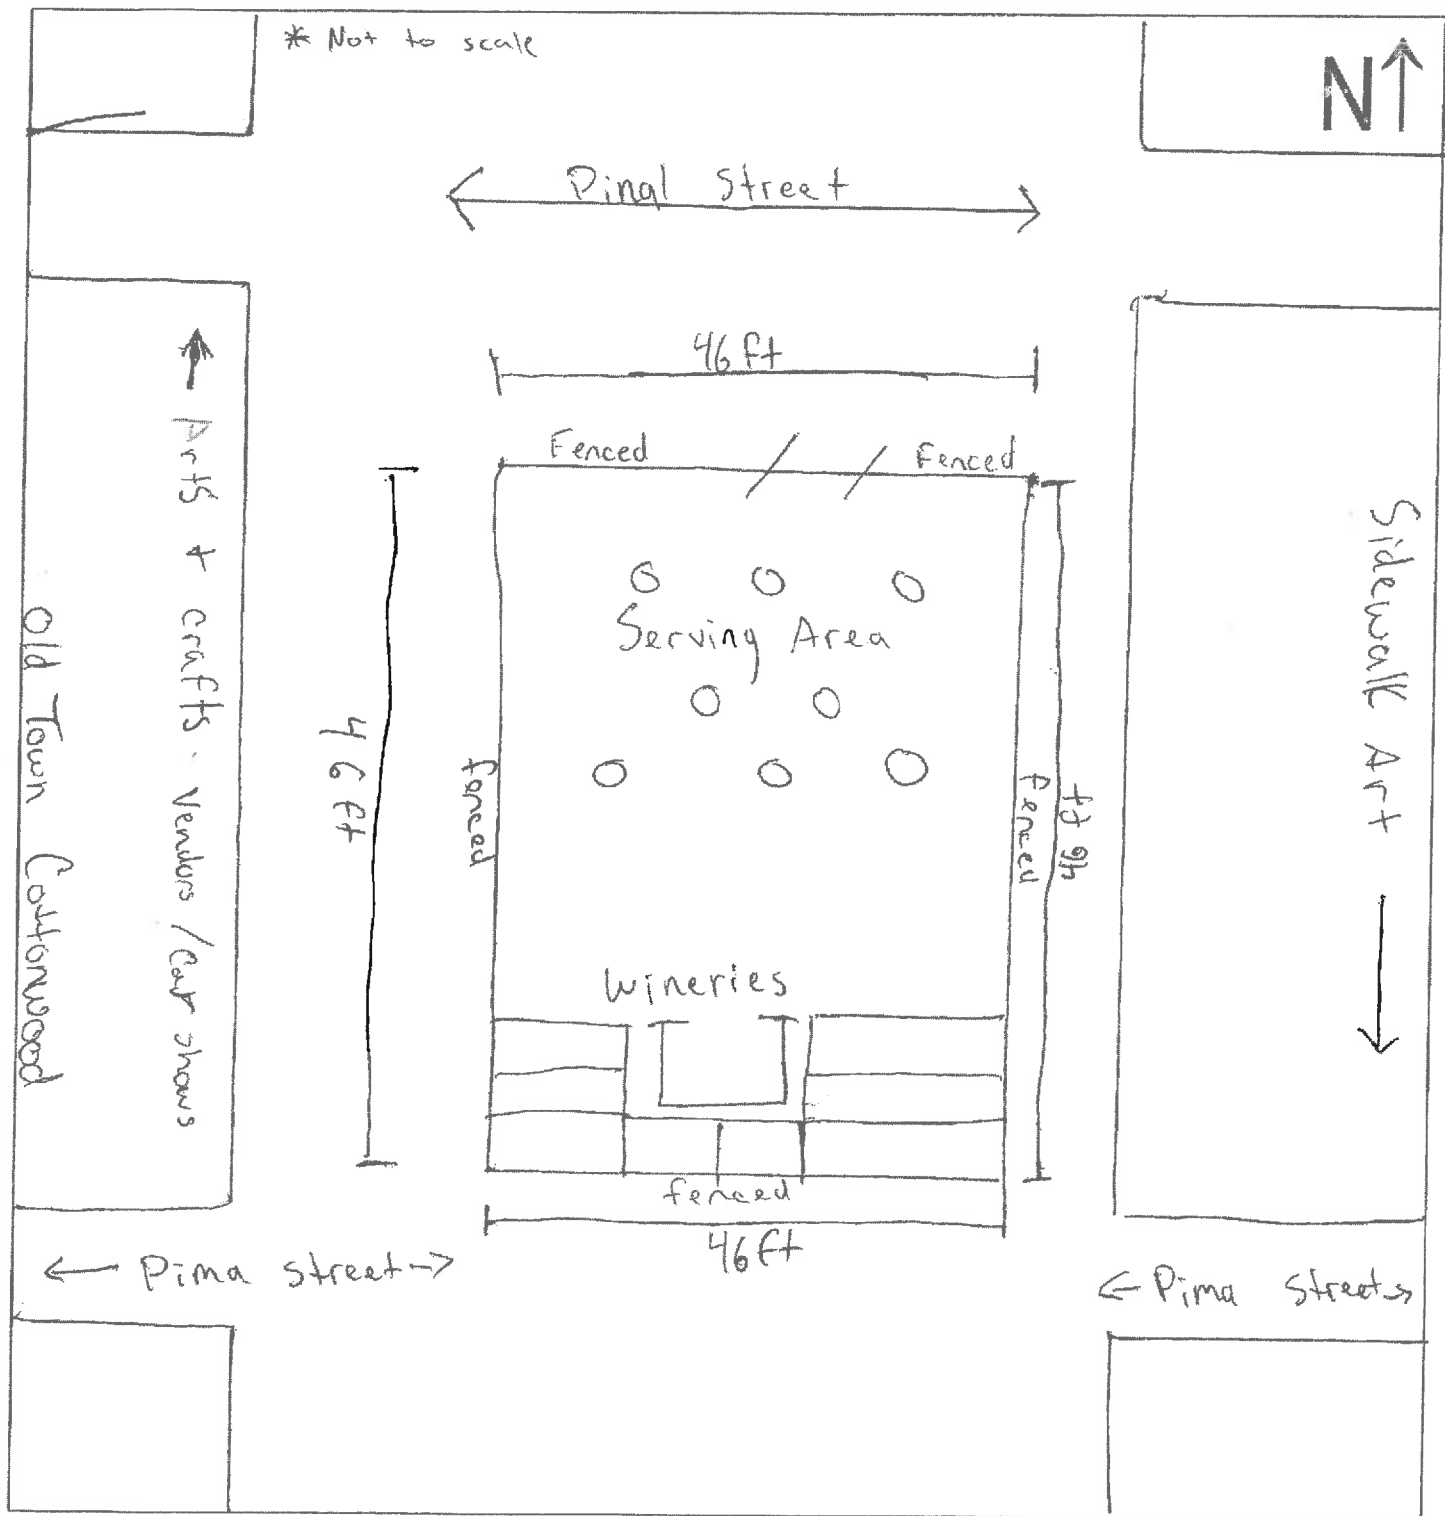 * Not to scale
N
Pinal Street
46 ft
Fenced
Fenced
Arts + crafts. Vendors / Car shows
Old Town Cottonwood
46 ft
fenced
Serving Area
fenced
46 ft
Sidewalk Art
Wineries
fenced
46 ft
Pima street
Pima Street